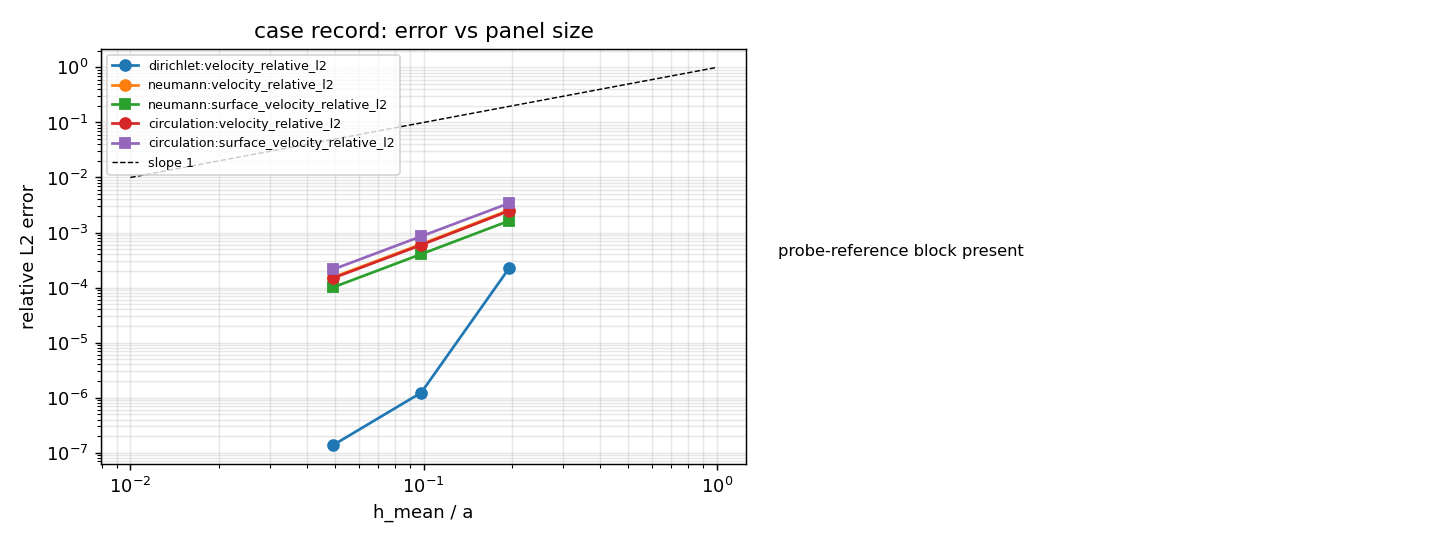 case record: error vs panel size
dirichlet:velocity_relative_l2
neumann:velocity_relative_l2
neumann:surface_velocity_relative_l2
circulation:velocity_relative_l2
circulation:surface_velocity_relative_l2
slope 1
relative L2 error
10⁰
10⁻¹
10⁻²
10⁻³
10⁻⁴
10⁻⁵
10⁻⁶
10⁻⁷
10⁻²
10⁻¹
10⁰
h_mean / a
probe-reference block present